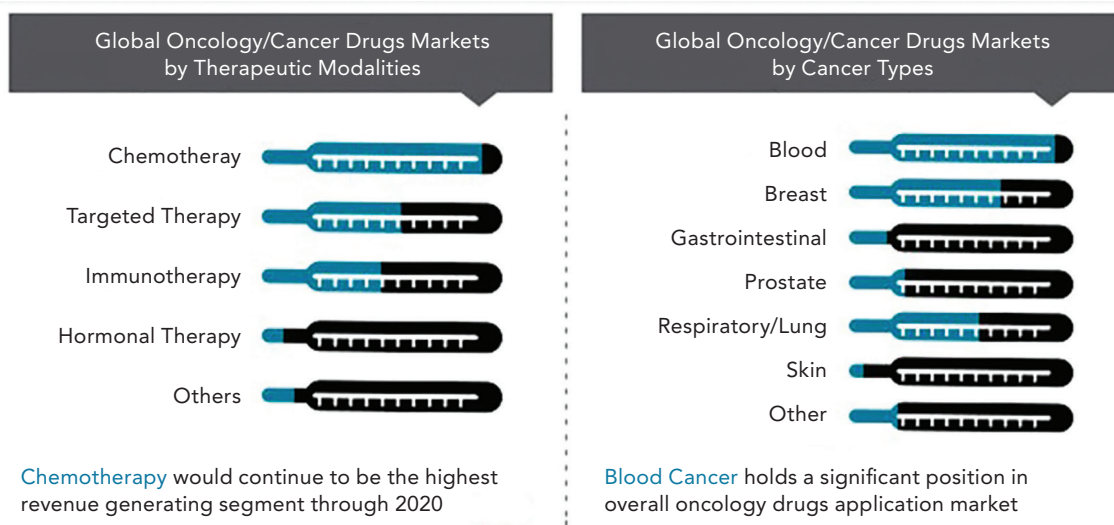 Global Oncology/Cancer Drugs Markets
by Therapeutic Modalities
Chemotheray
Targeted Therapy
Immunotherapy
Hormonal Therapy
Others
Chemotherapy would continue to be the highest
revenue generating segment through 2020
Global Oncology/Cancer Drugs Markets
by Cancer Types
Blood
Breast
Gastrointestinal
Prostate
Respiratory/Lung
Skin
Other
Blood Cancer holds a significant position in
overall oncology drugs application market